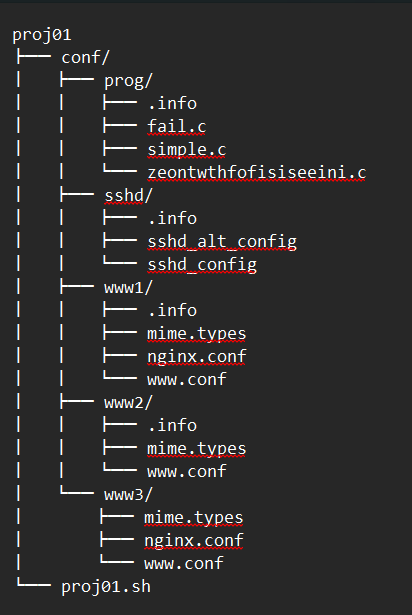 proj01
├── conf/
│   ├── prog/
│   │   ├── .info
│   │   ├── fail.c
│   │   ├── simple.c
│   │   └── zeontwthfofisiseeini.c
│   ├── sshd/
│   │   ├── .info
│   │   ├── sshd_alt_config
│   │   └── sshd_config
│   ├── www1/
│   │   ├── .info
│   │   ├── mime.types
│   │   ├── nginx.conf
│   │   └── www.conf
│   ├── www2/
│   │   ├── .info
│   │   ├── mime.types
│   │   └── www.conf
│   └── www3/
│       ├── mime.types
│       ├── nginx.conf
│       └── www.conf
└── proj01.sh